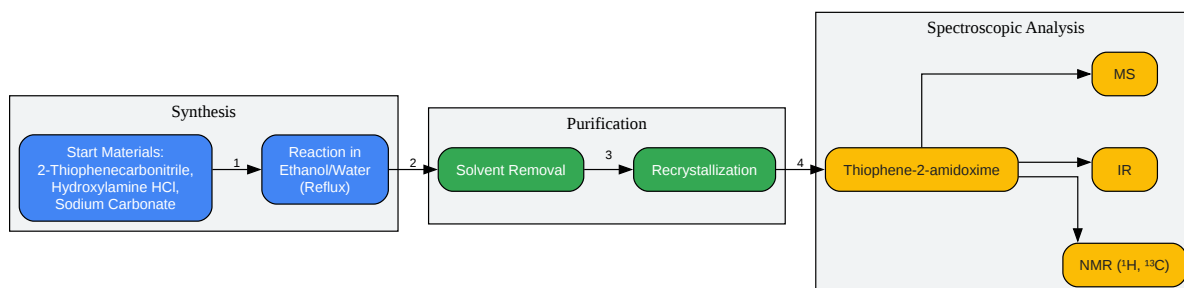 Synthesis
Start Materials:
2-Thiophenecarbonitrile,
Hydroxylamine HCl,
Sodium Carbonate
1
Reaction in
Ethanol/Water
(Reflux)
2
Purification
Solvent Removal
3
Recrystallization
4
Spectroscopic Analysis
Thiophene-2-amidoxime
MS
IR
NMR (¹H, ¹³C)